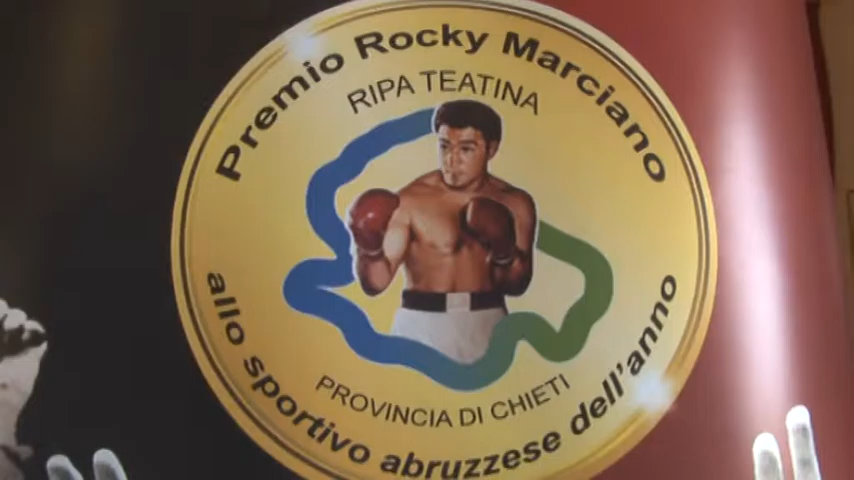 Premio Rocky Marciano
RIPA TEATINA
PROVINCIA DI CHIETI
allo sportivo abruzzese dell'anno